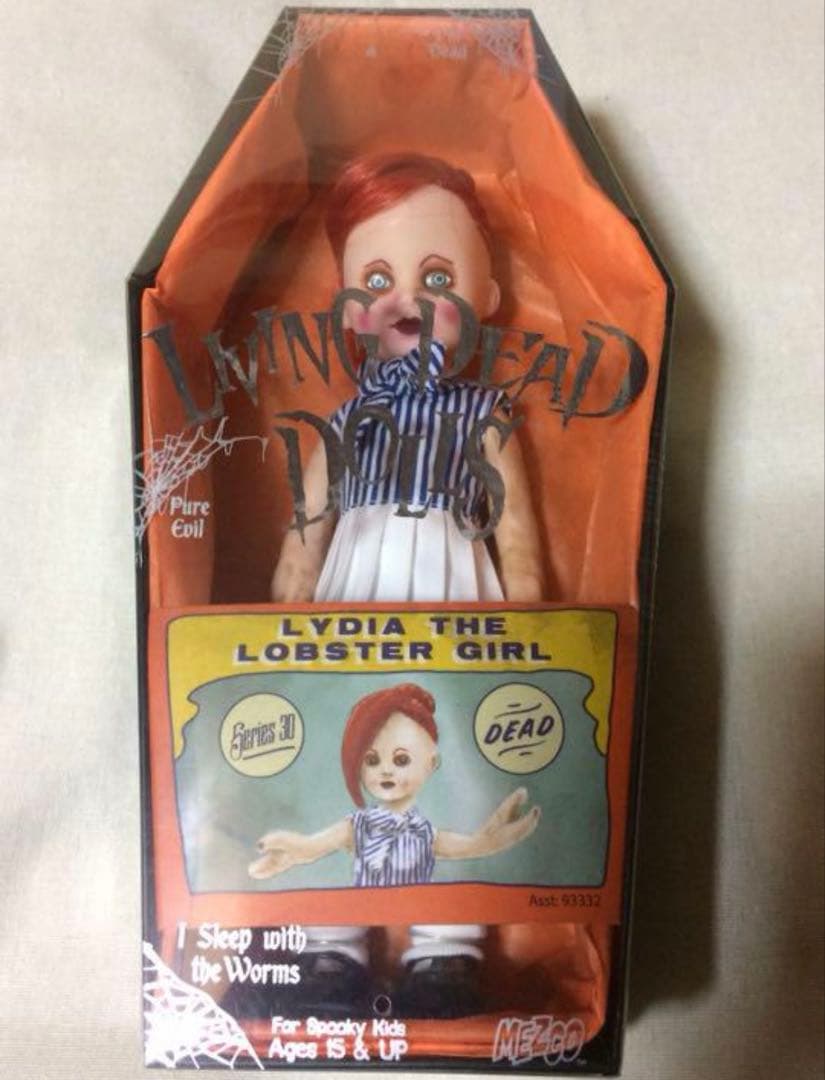 LIVING DEAD
DOLLS
Pure
Evil
LYDIA THE
LOBSTER GIRL
Series 30
DEAD
Asst: 93332
I Sleep with
the Worms
For Spooky Kids
Ages 15 & UP
MEZCO